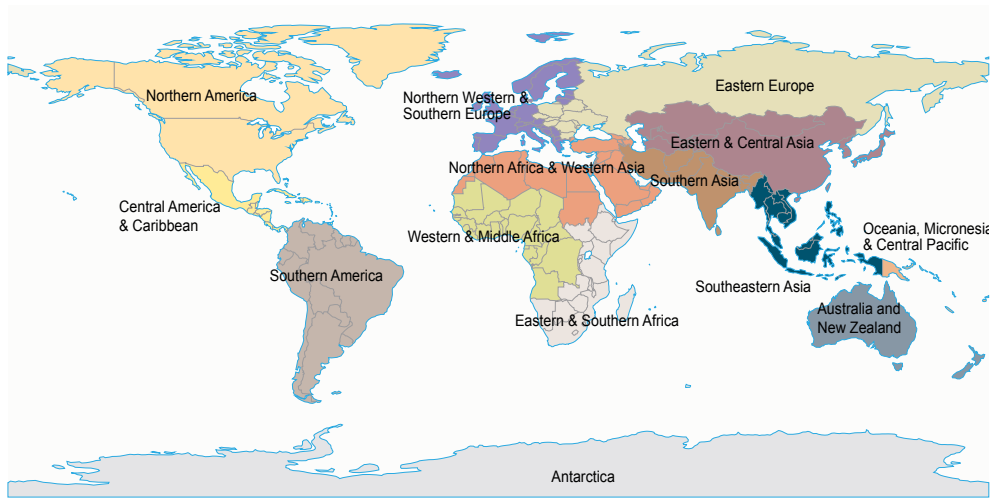 Eastern Europe
Northern America
Northern Western &
Southern Europe
Eastern & Central Asia
Northern Africa & Western Asia
Southern Asia
Central America
& Caribbean
Western & Middle Africa
Oceania, Micronesia
& Central Pacific
Southern America
Southeastern Asia
Australia and
New Zealand
Eastern & Southern Africa
Antarctica